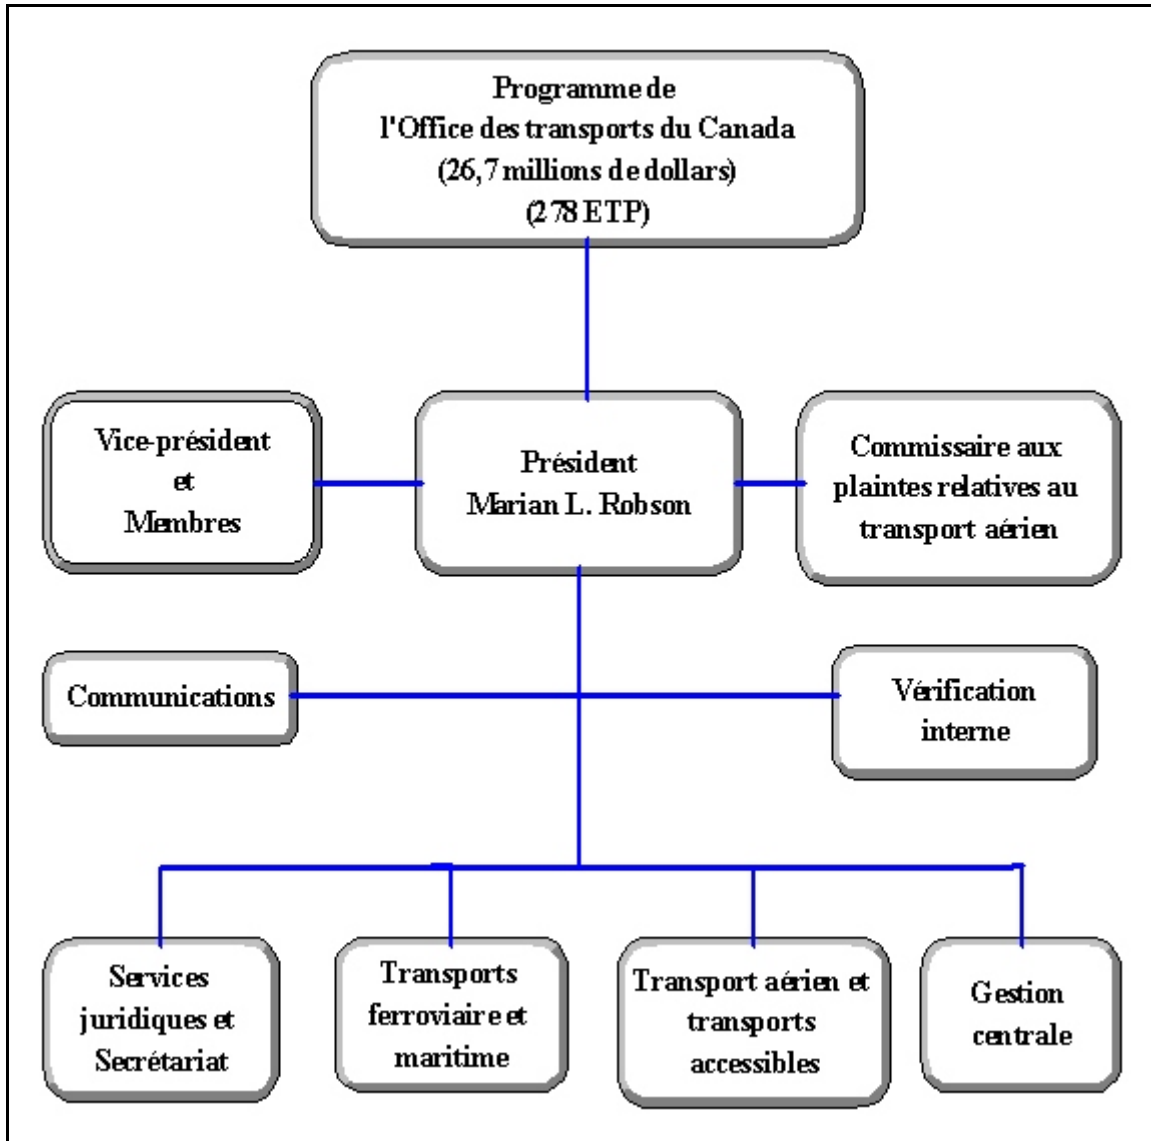 Programme de
l'Office des transports du Canada
(26,7 millions de dollars)
(278 ETP)
Vice-président
et
Membres
Président
Marian L. Robson
Commissaire aux
plaintes relatives au
transport aérien
Communications
Vérification
interne
Services
juridiques et
Secrétariat
Transports
ferroviaire et
maritime
Transport aérien et
transports
accessibles
Gestion
centrale